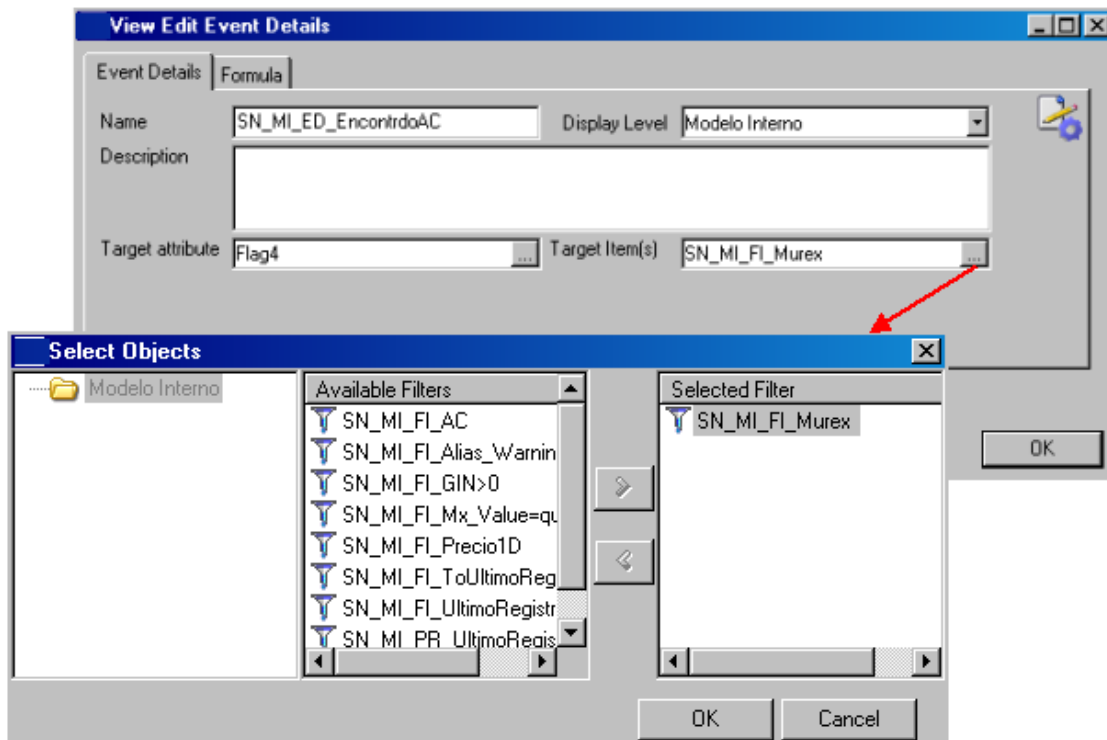 View Edit Event Details
Event Details
Formula
Name
SN_MI_ED_EncontrdoAC
Display Level
Modelo Interno
Description
Target attribute
Flag4
...
Target Item(s)
SN_MI_FI_Murex
...
OK
Select Objects
Modelo Interno
Available Filters
SN_MI_FI_AC
SN_MI_FI_Alias_Warnin
SN_MI_FI_GIN>0
SN_MI_FI_Mx_Value=qu
SN_MI_FI_Precio1D
SN_MI_FI_ToUltimoReg
SN_MI_FI_UltimoRegistr
SN_MI_PR_UltimoRegis
Selected Filter
SN_MI_FI_Murex
OK
Cancel